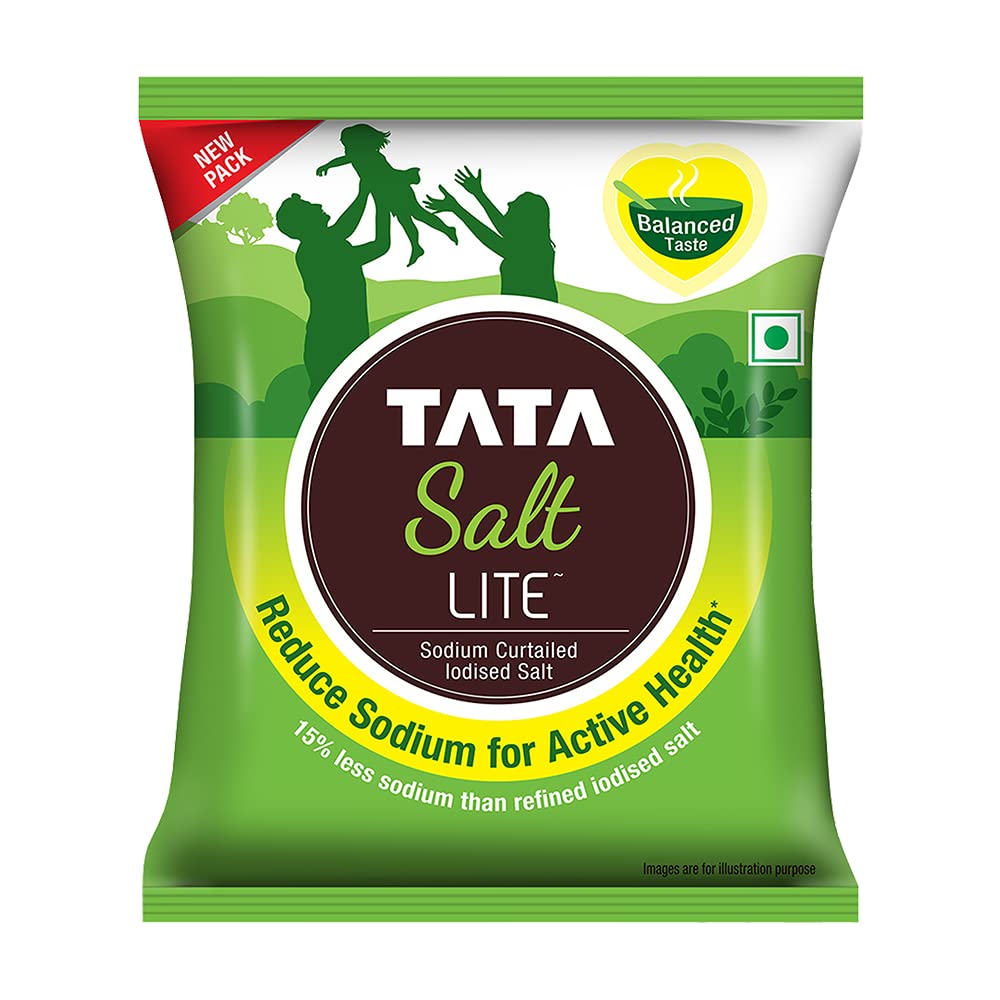 NEW
PACK
Balanced
Taste
TATA
Salt
LITE~
Sodium Curtailed
Iodised Salt
Reduce Sodium for Active Health*
15% less sodium than refined iodised salt
Images are for illustration purpose